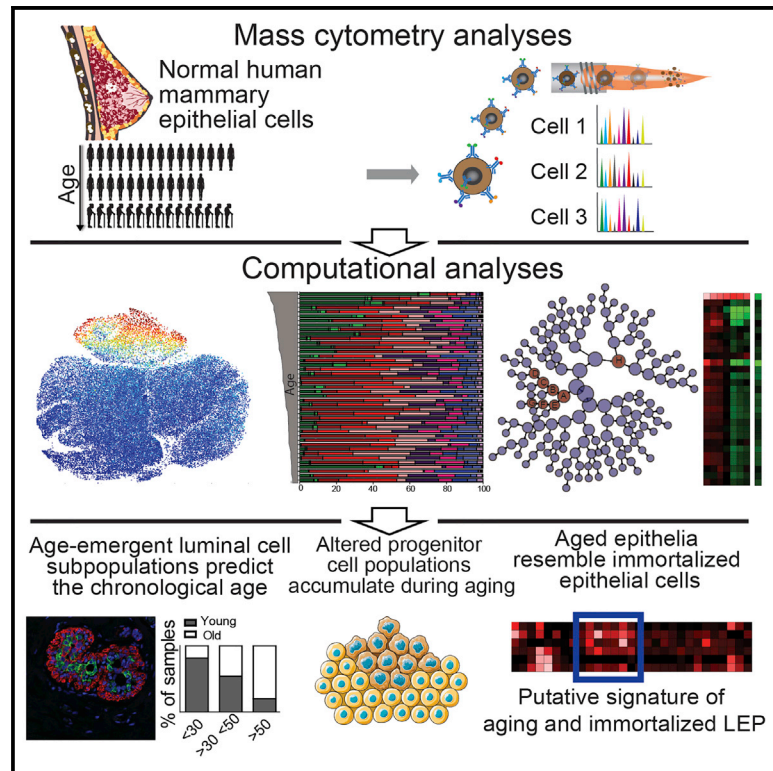 Mass cytometry analyses
Normal human
mammary
epithelial cells
Age
Cell 1
Cell 2
Cell 3
Computational analyses
Age
0 20 40 60 80 100
H
A
Age-emergent luminal cell
subpopulations predict
the chronological age
Altered progenitor
cell populations
accumulate during aging
Aged epithelia
resemble immortalized
epithelial cells
Young
Old
% of samples
<30
>30 <50
>50
Putative signature of
aging and immortalized LEP